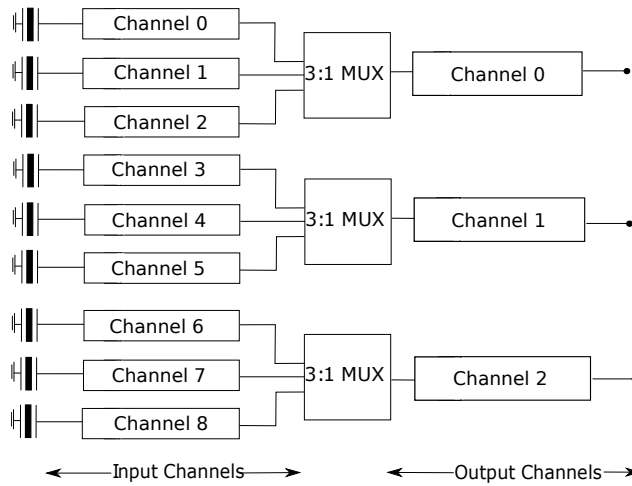 Channel 0
Channel 1
Channel 2
3:1 MUX
Channel 0
Channel 3
Channel 4
Channel 5
3:1 MUX
Channel 1
Channel 6
Channel 7
Channel 8
3:1 MUX
Channel 2
Input Channels
Output Channels